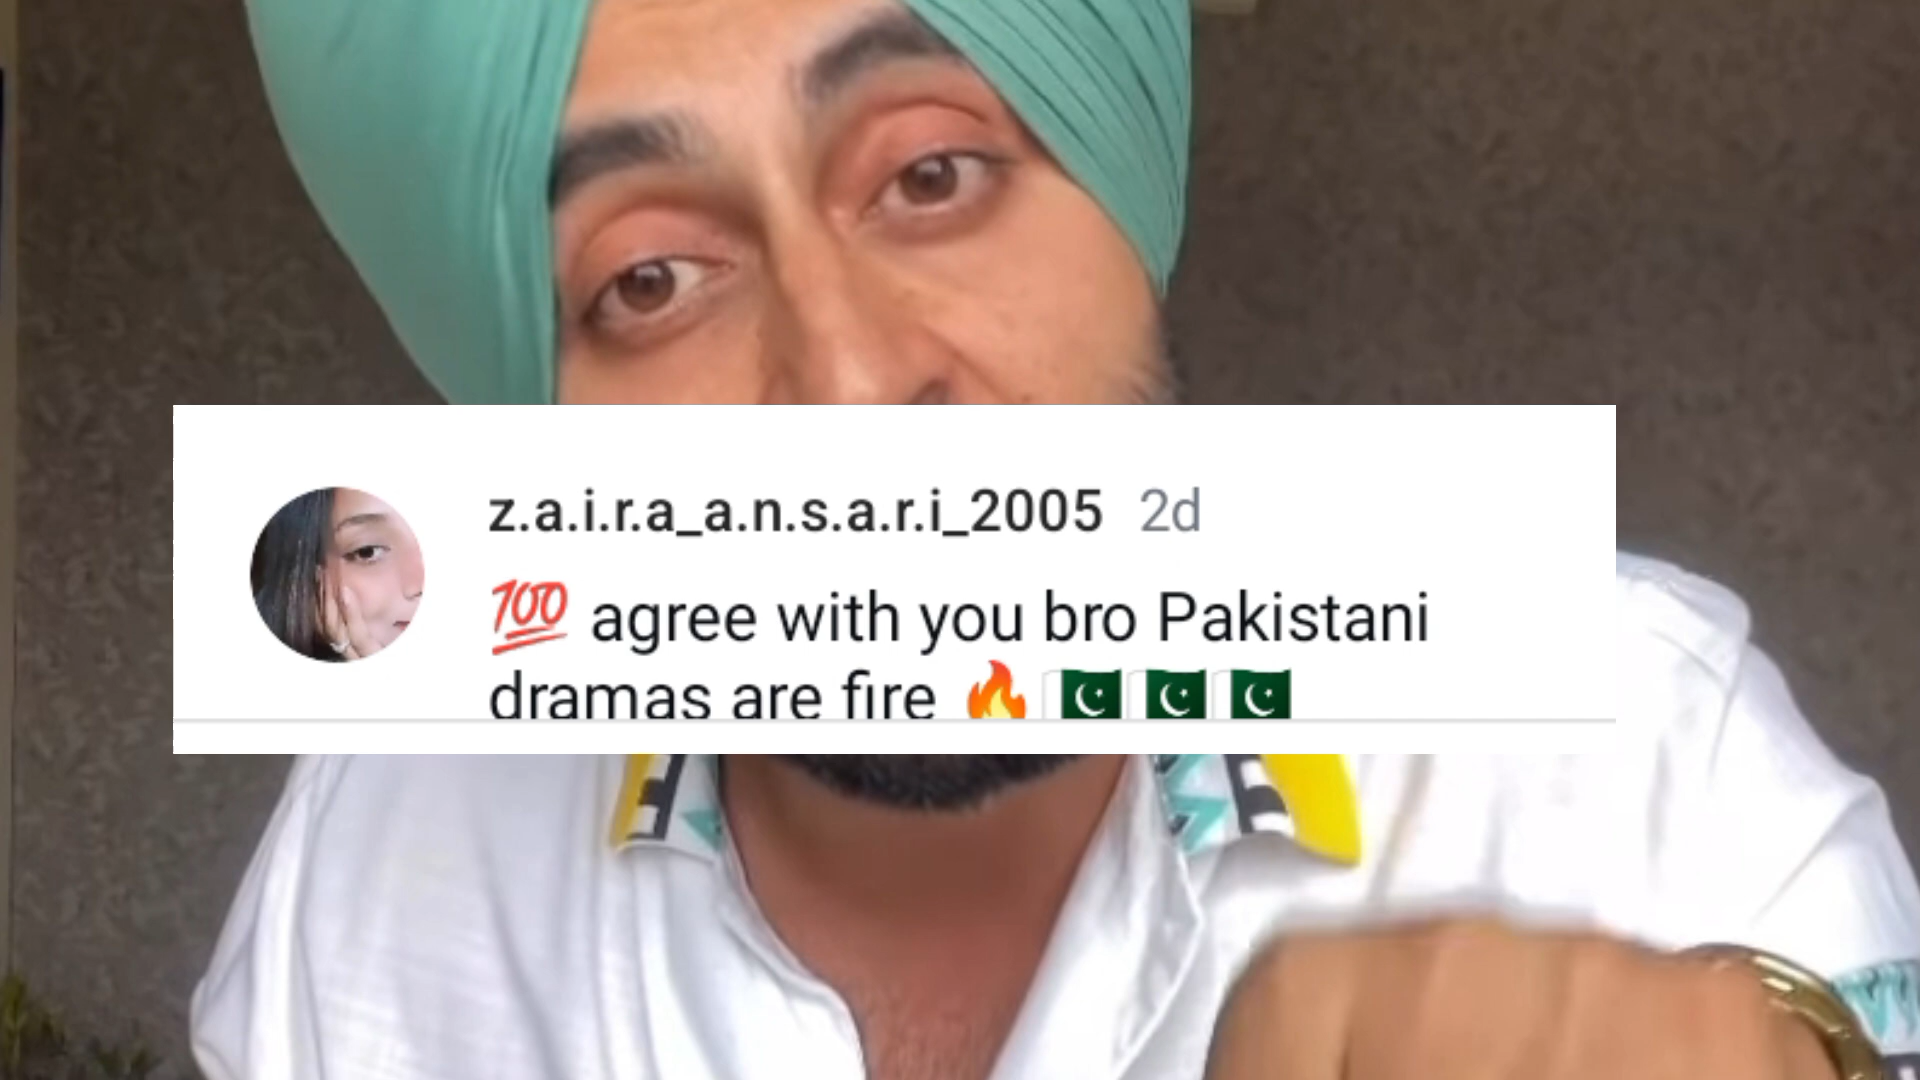 z.a.i.r.a_a.n.s.a.r.i_2005 2d
💯 agree with you bro Pakistani
dramas are fire 🔥🇵🇰🇵🇰🇵🇰